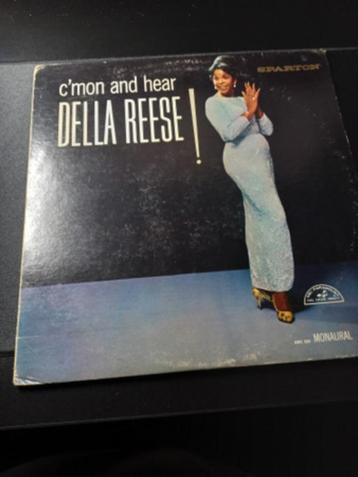 SPARTON
c'mon and hear
DELLA REESE!
MONAURAL